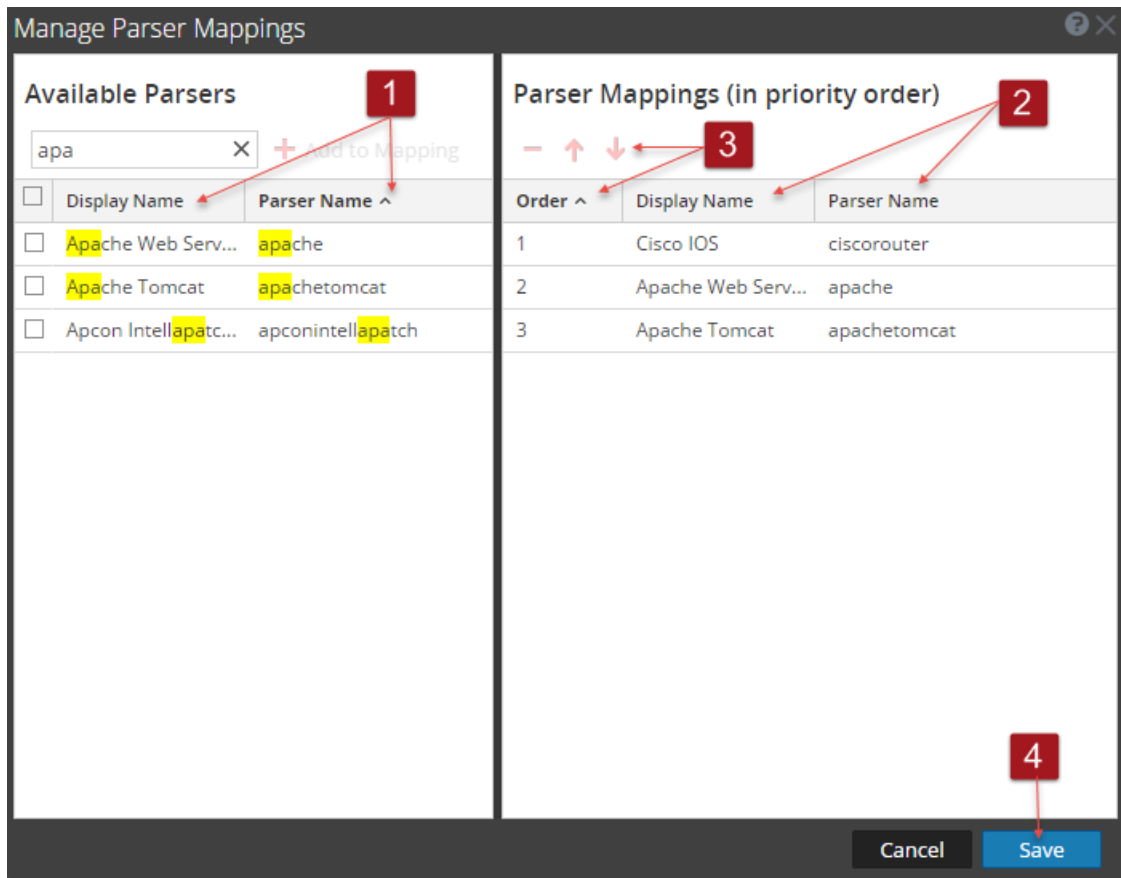 Manage Parser Mappings
Available Parsers
1
apa
Add to Mapping
Display Name Parser Name
Apache Web Serv... apache
Apache Tomcat apachetomcat
Apcon Intellapatc... apconintellapatch
Parser Mappings (in priority order)
2
3
Order Display Name Parser Name
1 Cisco IOS ciscorouter
2 Apache Web Serv... apache
3 Apache Tomcat apachetomcat
4
Cancel Save